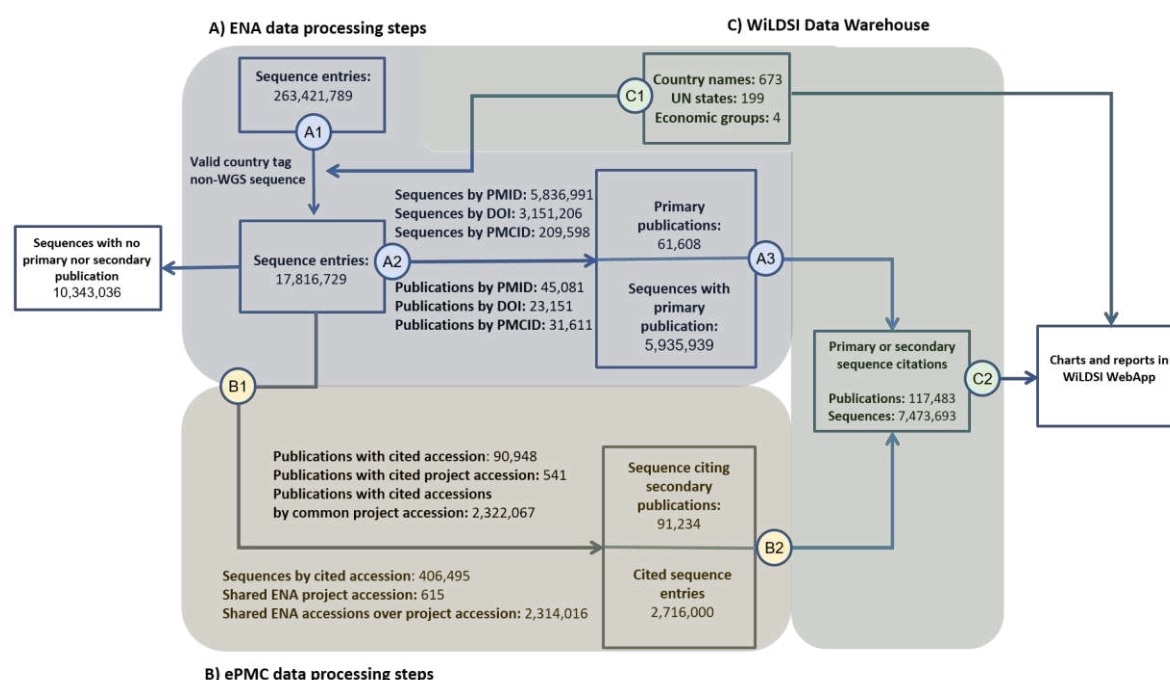 A) ENA data processing steps
C) WiLDSI Data Warehouse
Sequence entries:
263,421,789
A1
Valid country tag
non-WGS sequence
C1
Country names: 673
UN states: 199
Economic groups: 4
Sequences with no
primary nor secondary
publication
10,343,036
Sequence entries:
17,816,729
A2
Sequences by PMID: 5,836,991
Sequences by DOI: 3,151,206
Sequences by PMCID: 209,598
Publications by PMID: 45,081
Publications by DOI: 23,151
Publications by PMCID: 31,611
Primary
publications:
61,608
Sequences with
primary
publication:
5,935,939
A3
Primary or secondary
sequence citations
Publications: 117,483
Sequences: 7,473,693
C2
Charts and reports in
WiLDSI WebApp
B1
Publications with cited accession: 90,948
Publications with cited project accession: 541
Publications with cited accessions
by common project accession: 2,322,067
Sequences by cited accession: 406,495
Shared ENA project accession: 615
Shared ENA accessions over project accession: 2,314,016
Sequence citing
secondary
publications:
91,234
Cited sequence
entries
2,716,000
B2
B) ePMC data processing steps